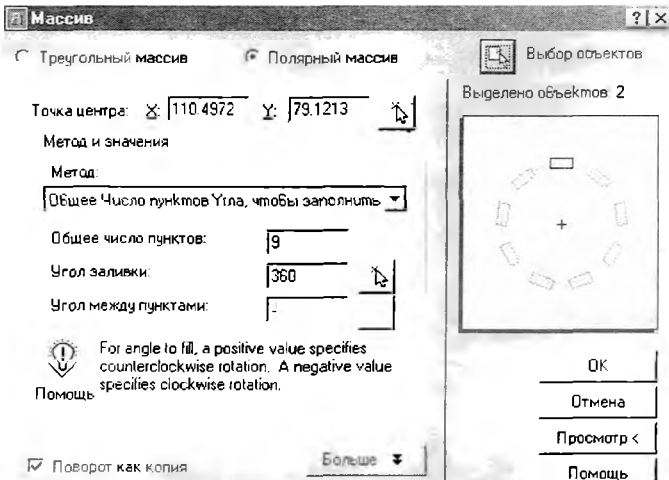 Массив
Треугольный массив
Полярный массив
Точка центра: X: 110.4972 Y: 79.1213
Метод и значения
Метод:
Общее Число пунктов Угла, чтобы заполнить
Общее число пунктов: 9
Угол заливки: 360
Угол между пунктами: -
For angle to fill, a positive value specifies
counterclockwise rotation. A negative value
specifies clockwise rotation.
Помощь
Поворот как копия
Больше
Выбор объектов
Выделено объектов 2
OK
Отмена
Просмотр <
Помощь